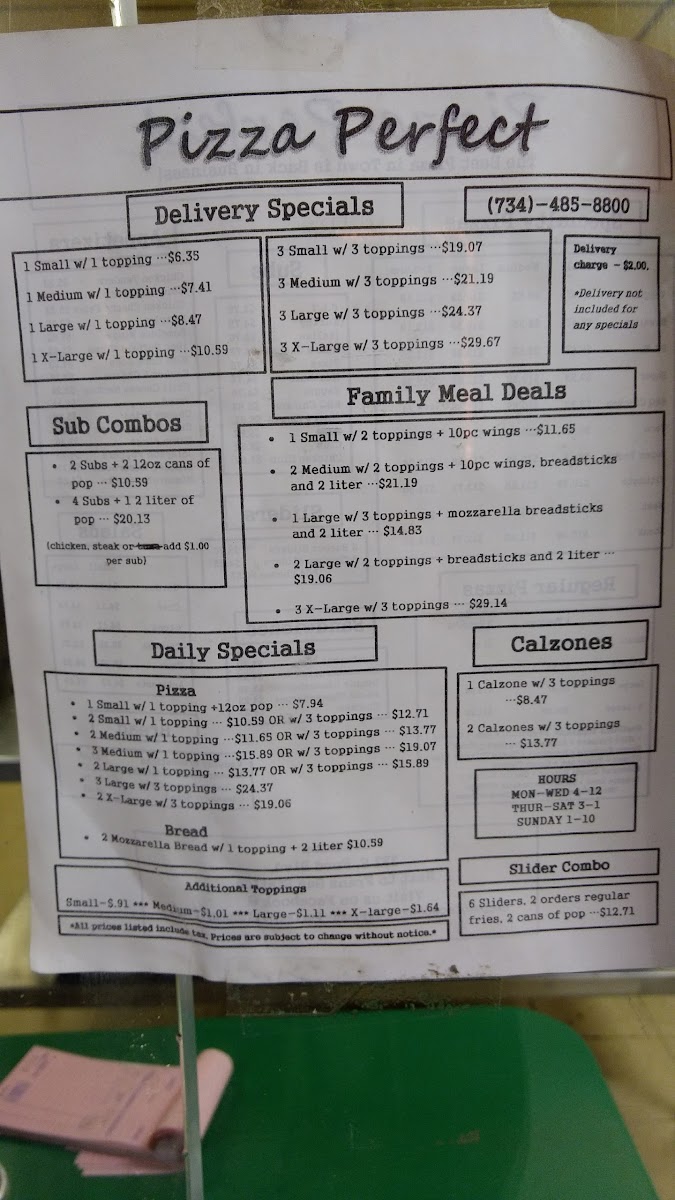 Pizza Perfect
Delivery Specials
(734)-485-8800
1 Small w/ 1 topping ···$6.35
1 Medium w/ 1 topping ···$7.41
1 Large w/ 1 topping ···$8.47
1 X-Large w/ 1 topping ···$10.59
3 Small w/ 3 toppings ···$19.07
3 Medium w/ 3 toppings ···$21.19
3 Large w/ 3 toppings ···$24.37
3 X-Large w/ 3 toppings ···$29.67
Delivery
charge - $2.00.
*Delivery not
included for
any specials
Family Meal Deals
• 1 Small w/ 2 toppings + 10pc wings ···$11.65
• 2 Medium w/ 2 toppings + 10pc wings, breadsticks
and 2 liter ···$21.19
• 1 Large w/ 3 toppings + mozzarella breadsticks
and 2 liter ··· $14.83
• 2 Large w/ 2 toppings + breadsticks and 2 liter ···
$19.06
• 3 X-Large w/ 3 toppings ··· $29.14
Sub Combos
• 2 Subs + 2 12oz cans of
pop ··· $10.59
• 4 Subs + 1 2 liter of
pop ··· $20.13
(chicken, steak or add $1.00
per sub)
Daily Specials
Pizza
• 1 Small w/ 1 topping +12oz pop ··· $7.94
• 2 Small w/ 1 topping ··· $10.59 OR w/ 3 toppings ··· $12.71
• 2 Medium w/ 1 topping ···$11.65 OR w/ 3 toppings ··· $13.77
• 3 Medium w/ 1 topping ···$15.89 OR w/ 3 toppings ··· $19.07
• 2 Large w/ 1 topping ··· $13.77 OR w/ 3 toppings ··· $15.89
• 3 Large w/ 3 toppings ··· $24.37
• 2 X-Large w/ 3 toppings ··· $19.06
Bread
• 2 Mozzarella Bread w/ 1 topping + 2 liter $10.59
Calzones
1 Calzone w/ 3 toppings
···$8.47
2 Calzones w/ 3 toppings
··· $13.77
HOURS
MON-WED 4-12
THUR-SAT 3-1
SUNDAY 1-10
Slider Combo
6 Sliders, 2 orders regular
fries, 2 cans of pop ···$12.71
Additional Toppings
Small-$.91 *** Medium-$1.01 *** Large-$1.11 *** X-large-$1.64
*All prices listed include tax. Prices are subject to change without notice.*